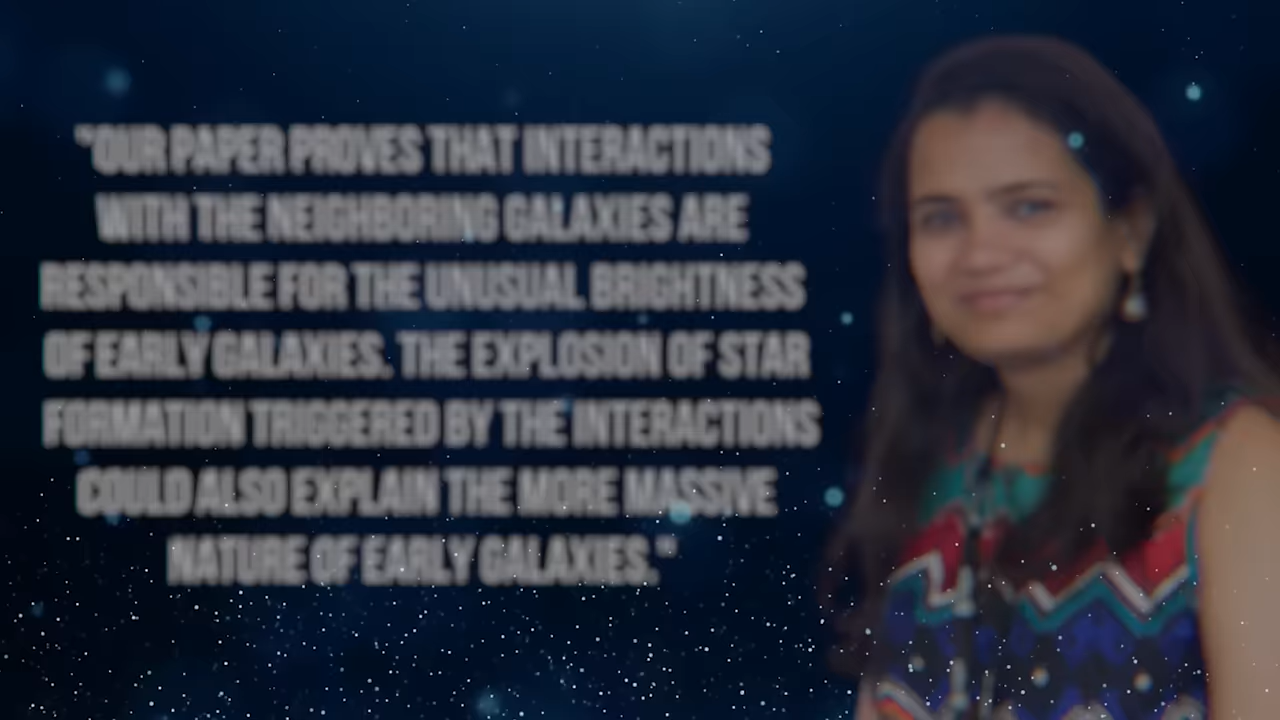 "OUR PAPER PROVES THAT INTERACTIONS
WITH THE NEIGHBORING GALAXIES ARE
RESPONSIBLE FOR THE UNUSUAL BRIGHTNESS
OF EARLY GALAXIES. THE EXPLOSION OF STAR
FORMATION TRIGGERED BY THE INTERACTIONS
COULD ALSO EXPLAIN THE MORE MASSIVE
NATURE OF EARLY GALAXIES."